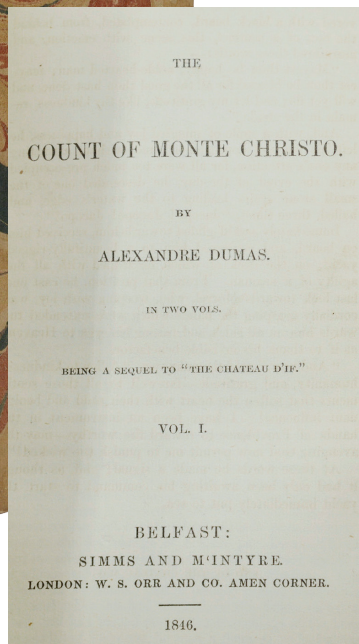 THE
COUNT OF MONTE CHRISTO.
BY
ALEXANDRE DUMAS.
IN TWO VOLS.
BEING A SEQUEL TO "THE CHATEAU D'IF."
VOL. I.
BELFAST:
SIMMS AND M‘INTYRE.
LONDON: W. S. ORR AND CO. AMEN CORNER.
1846.